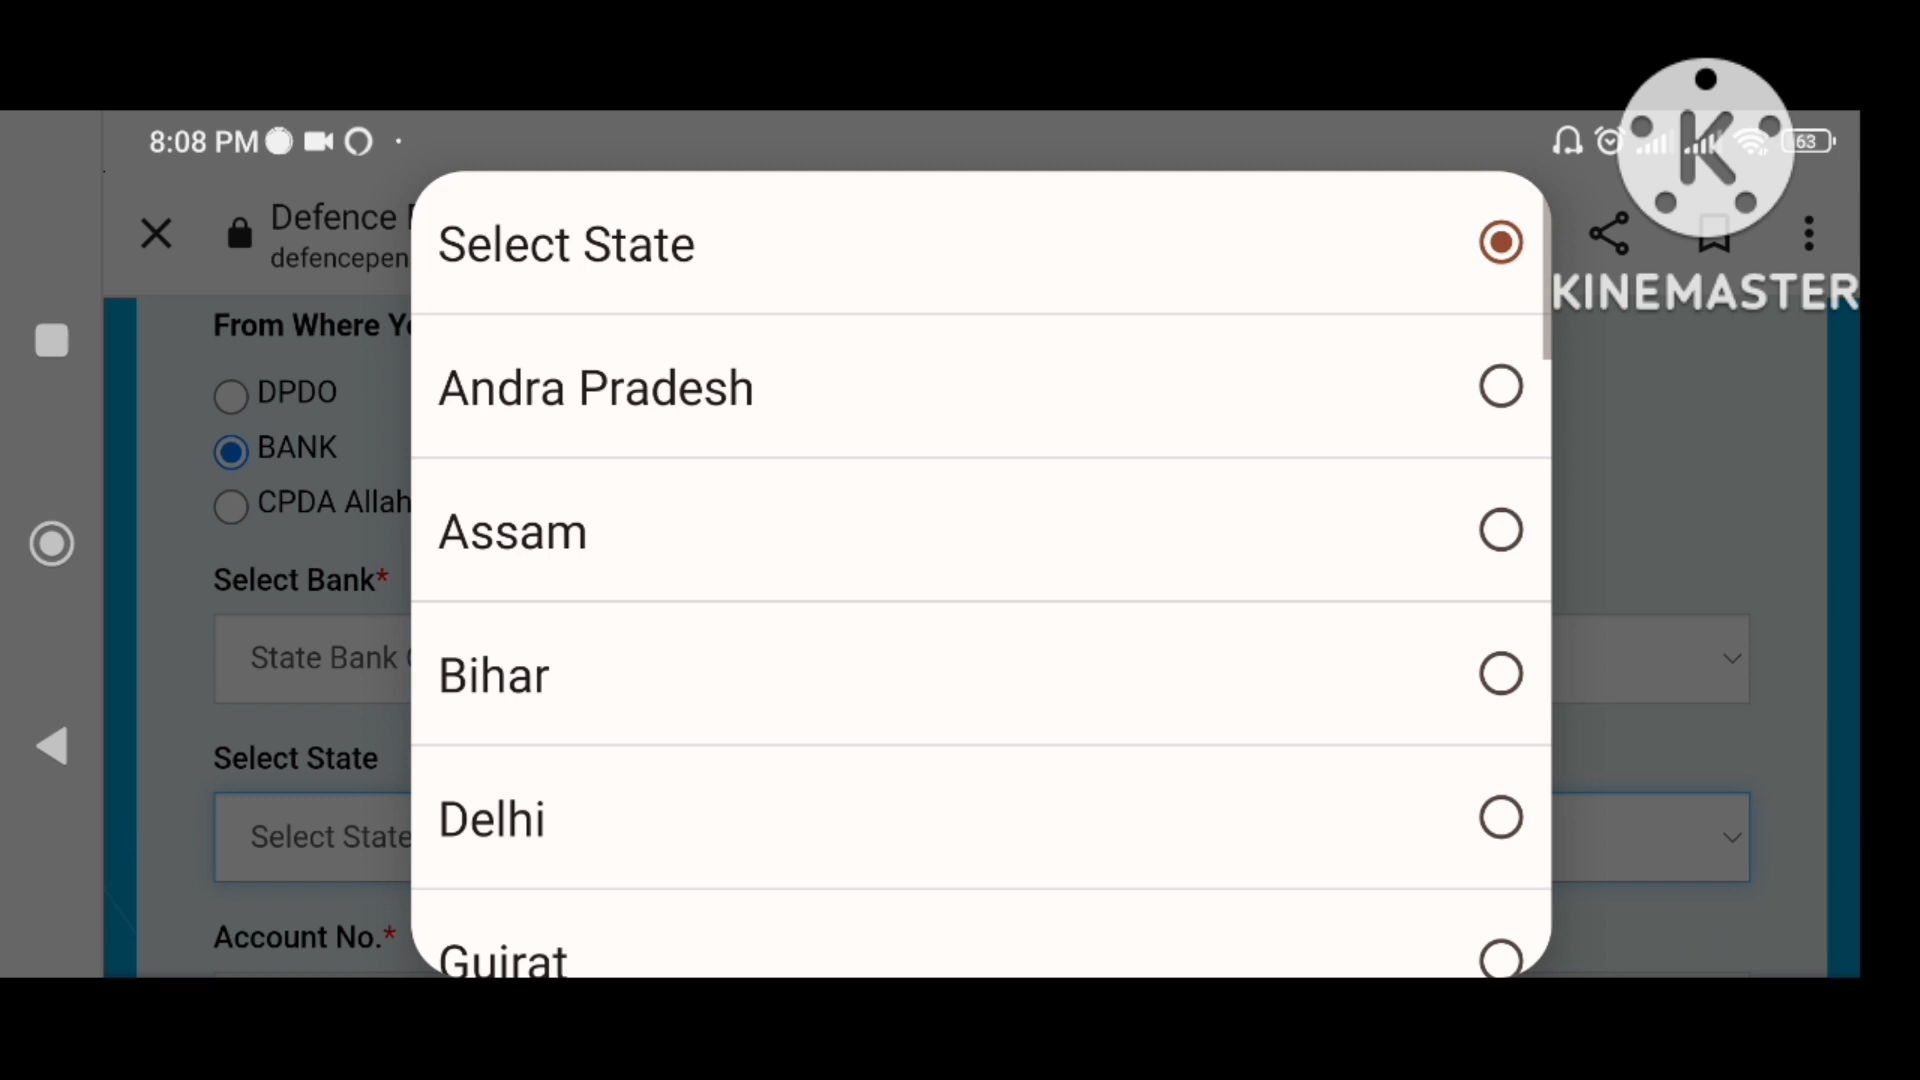 8:08 PM
63
K
KINEMASTER
Defence
defencepen
Select State
Andra Pradesh
Assam
Bihar
Delhi
Gujrat
From Where Yo
DPDO
BANK
CPDA Allah
Select Bank*
State Bank
Select State
Select State
Account No.*